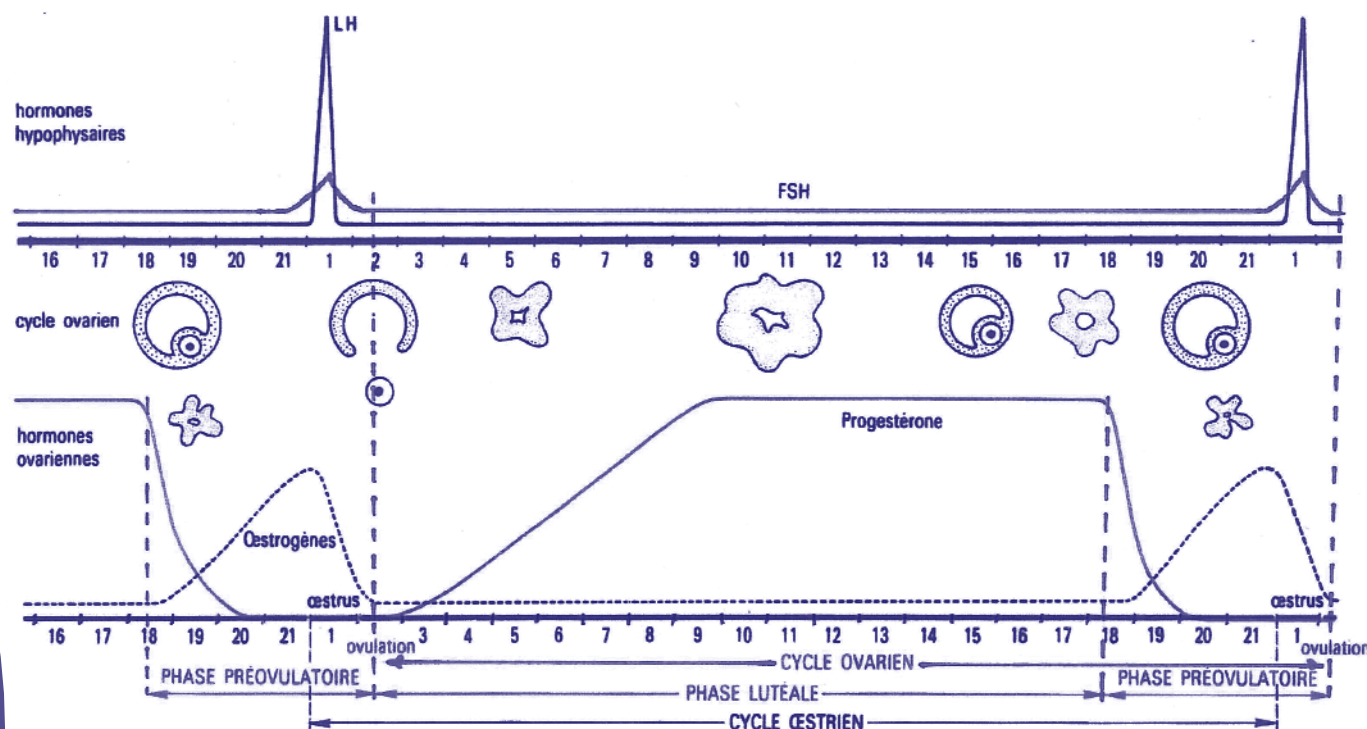 LH
hormones
hypophysaires
FSH
16 17 18 19 20 21 1 2 3 4 5 6 7 8 9 10 11 12 13 14 15 16 17 18 19 20 21 1
cycle ovarien
hormones
ovariennes
Progestérone
Œstrogènes
œstrus
œstrus
16 17 18 19 20 21 1 3 4 5 6 7 8 9 10 11 12 13 14 15 16 17 18 19 20 21 1
ovulation
ovulation
CYCLE OVARIEN
PHASE PRÉOVULATOIRE
PHASE LUTÉALE
PHASE PRÉOVULATOIRE
CYCLE ŒSTRIEN